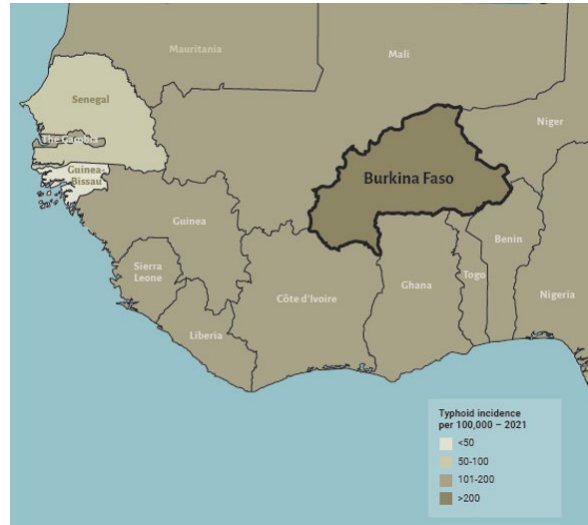 Mauritania
Mali
Senegal
Niger
The Gambia
Guinea-
Bissau
Burkina Faso
Guinea
Benin
Sierra
Leone
Côte d'Ivoire
Ghana
Togo
Nigeria
Liberia
Typhoid incidence
per 100,000 – 2021
<50
50-100
101-200
>200